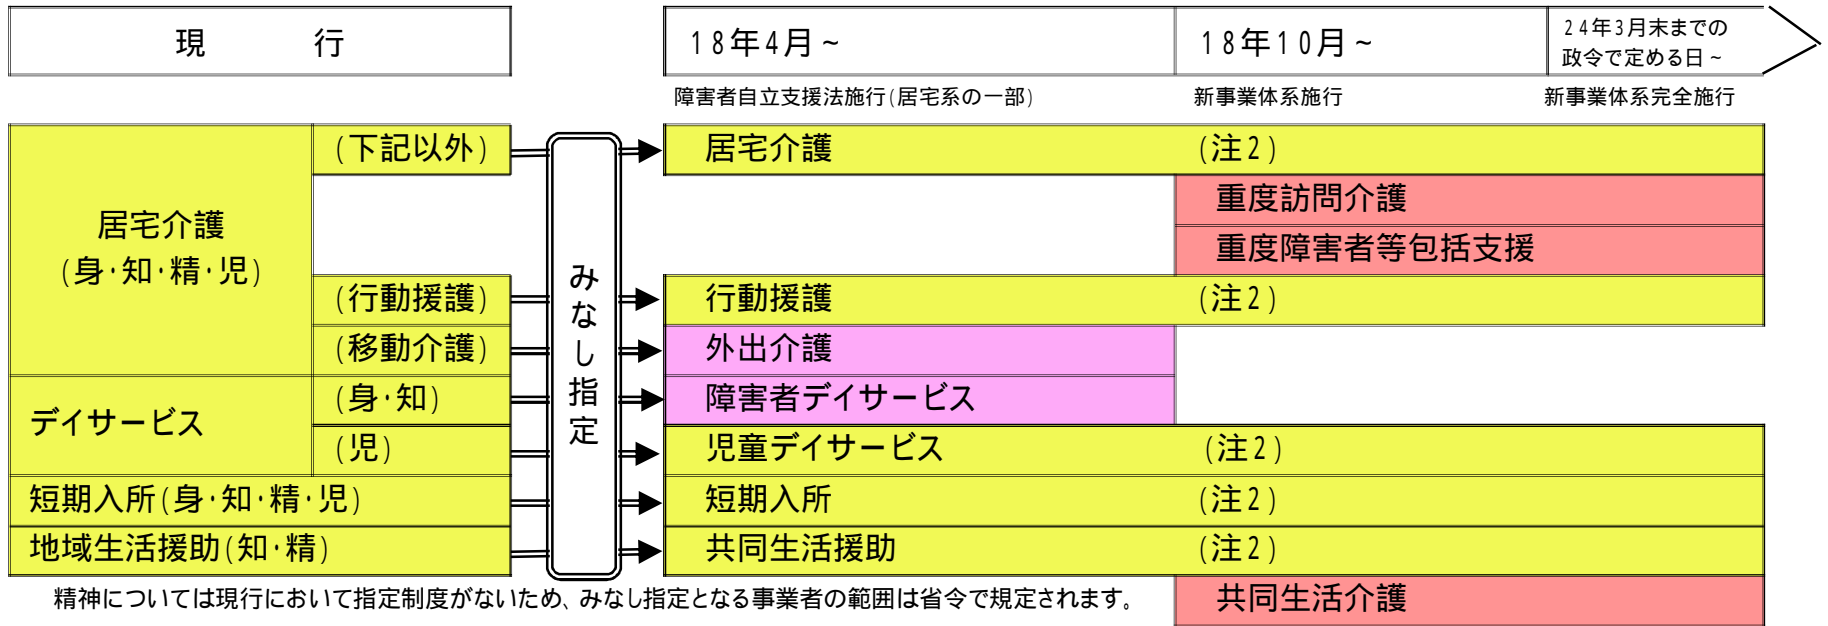 現 行
18年4月~
18年10月~
24年3月末までの
政令で定める日~
障害者自立支援法施行(居宅系の一部)
新事業体系施行
新事業体系完全施行
居宅介護
(身・知・精・児)
(下記以外)
(行動援護)
(移動介護)
デイサービス
(身・知)
(児)
短期入所(身・知・精・児)
地域生活援助(知・精)
みなし指定
居宅介護
(注2)
重度訪問介護
重度障害者等包括支援
行動援護
(注2)
外出介護
障害者デイサービス
児童デイサービス
(注2)
短期入所
(注2)
共同生活援助
(注2)
共同生活介護
精神については現行において指定制度がないため、みなし指定となる事業者の範囲は省令で規定されます。